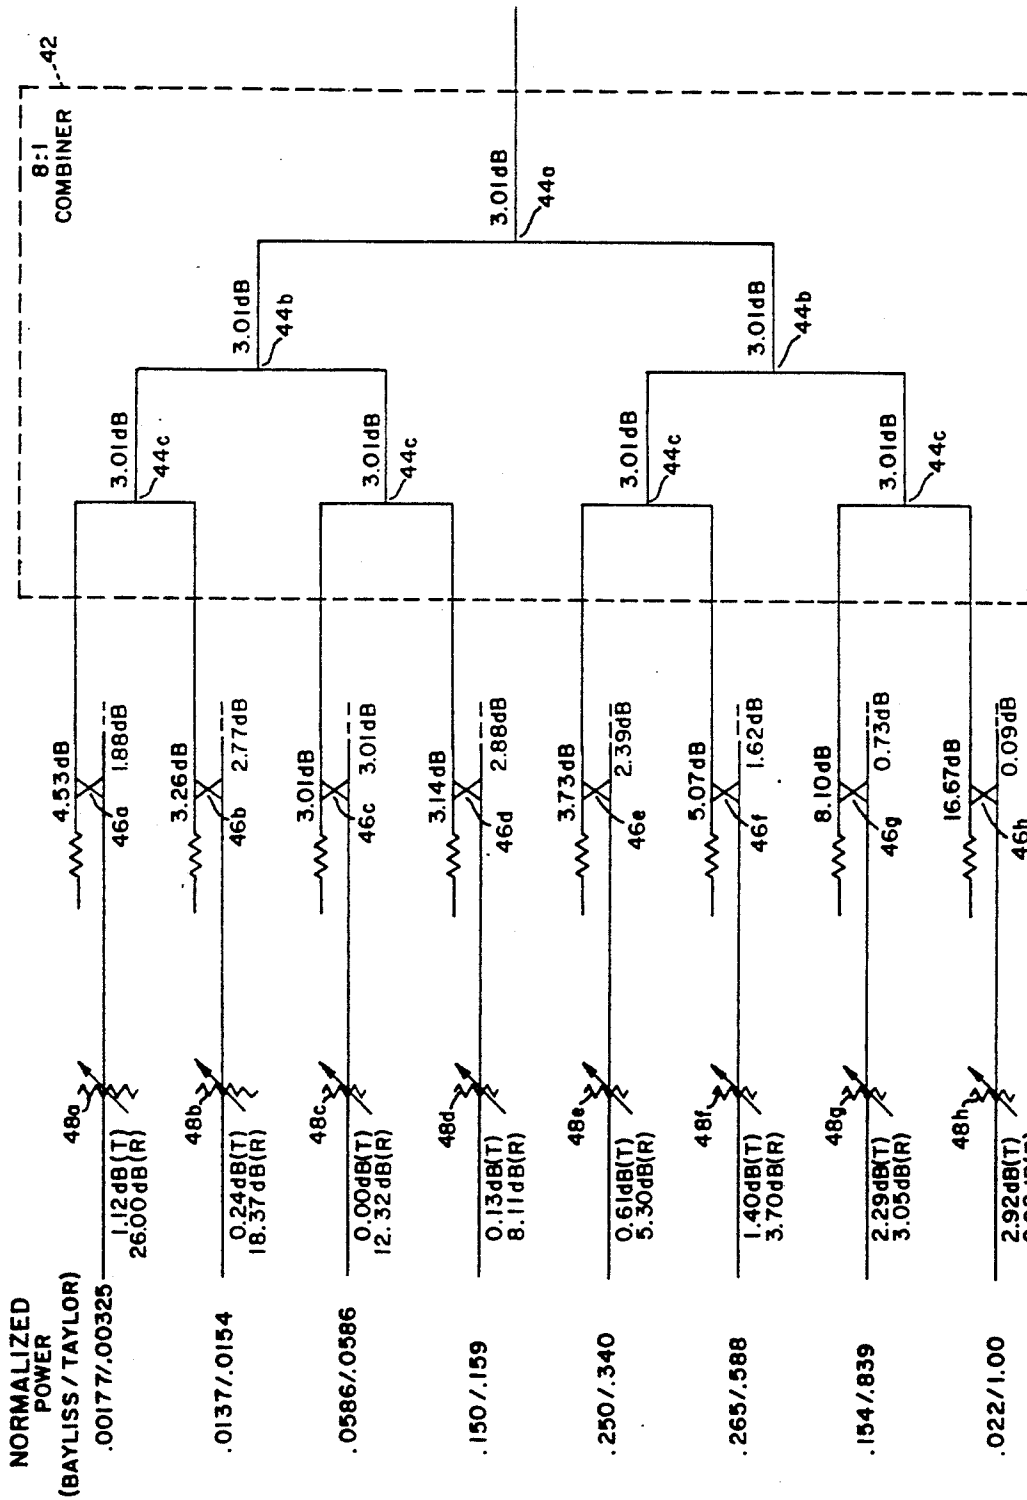 NORMALIZED
POWER
(BAYLISS / TAYLOR)
8:1
COMBINER
42
.00177/.00325
48a
1.12dB (T)
26.00dB (R)
4.53dB
46a
1.88dB
3.01dB
44c
.0137/.0154
48b
0.24dB(T)
18.37dB(R)
3.26dB
46b
2.77dB
3.01dB
44b
.0586/.0586
48c
0.00dB(T)
12.32dB(R)
3.01dB
46c
3.01dB
3.01dB
44c
.150/.159
48d
0.13dB(T)
8.11dB(R)
3.14dB
46d
2.88dB
3.01dB
44a
.250/.340
48e
0.61dB(T)
5.30dB(R)
3.73dB
46e
2.39dB
3.01dB
44c
.265/.588
48f
1.40dB(T)
3.70dB(R)
5.07dB
46f
1.62dB
3.01dB
44b
.154/.839
48g
2.29dB(T)
3.05dB(R)
8.10dB
46g
0.73dB
3.01dB
44c
.022/1.00
48h
2.92dB(T)
16.67dB
46h
0.09dB